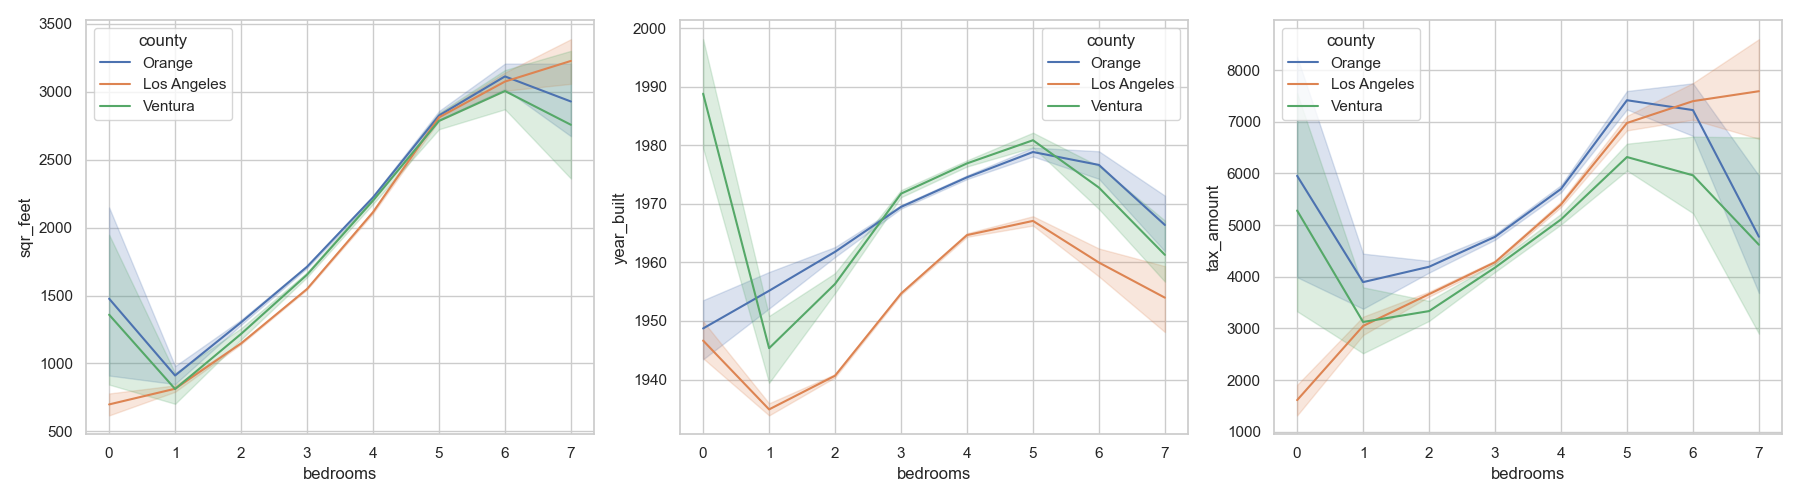 3500
3000
2500
2000
1500
1000
500
sqr_feet
county
Orange
Los Angeles
Ventura
0 1 2 3 4 5 6 7
bedrooms
2000
1990
1980
1970
1960
1950
1940
year_built
county
Orange
Los Angeles
Ventura
0 1 2 3 4 5 6 7
bedrooms
8000
7000
6000
5000
4000
3000
2000
1000
tax_amount
county
Orange
Los Angeles
Ventura
0 1 2 3 4 5 6 7
bedrooms